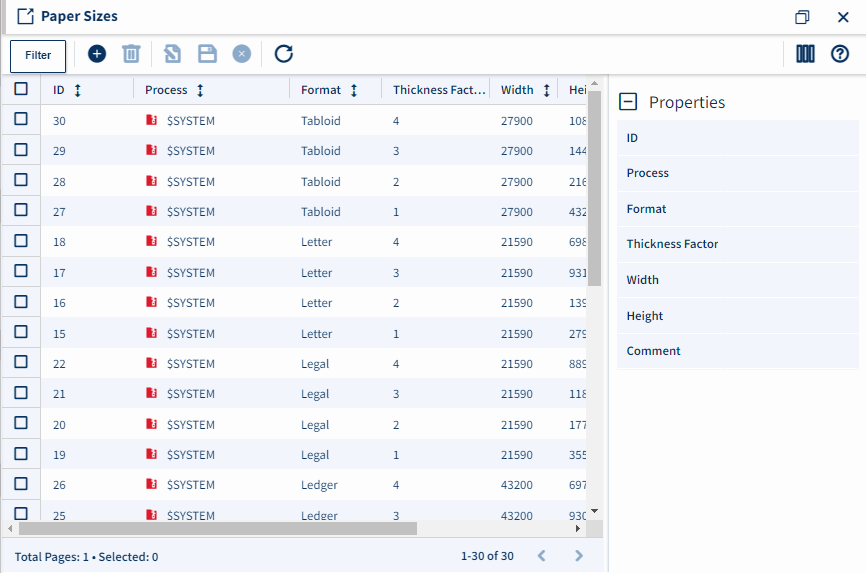 Paper Sizes
Filter
ID Process Format Thickness Fact... Width Hei
30 $SYSTEM Tabloid 4 27900 108
29 $SYSTEM Tabloid 3 27900 144
28 $SYSTEM Tabloid 2 27900 216
27 $SYSTEM Tabloid 1 27900 432
18 $SYSTEM Letter 4 21590 698
17 $SYSTEM Letter 3 21590 931
16 $SYSTEM Letter 2 21590 139
15 $SYSTEM Letter 1 21590 279
22 $SYSTEM Legal 4 21590 889
21 $SYSTEM Legal 3 21590 118
20 $SYSTEM Legal 2 21590 177
19 $SYSTEM Legal 1 21590 355
26 $SYSTEM Ledger 4 43200 697
25 $SYSTEM Ledger 3 43200 930
Total Pages: 1 • Selected: 0
1-30 of 30
Properties
ID
Process
Format
Thickness Factor
Width
Height
Comment